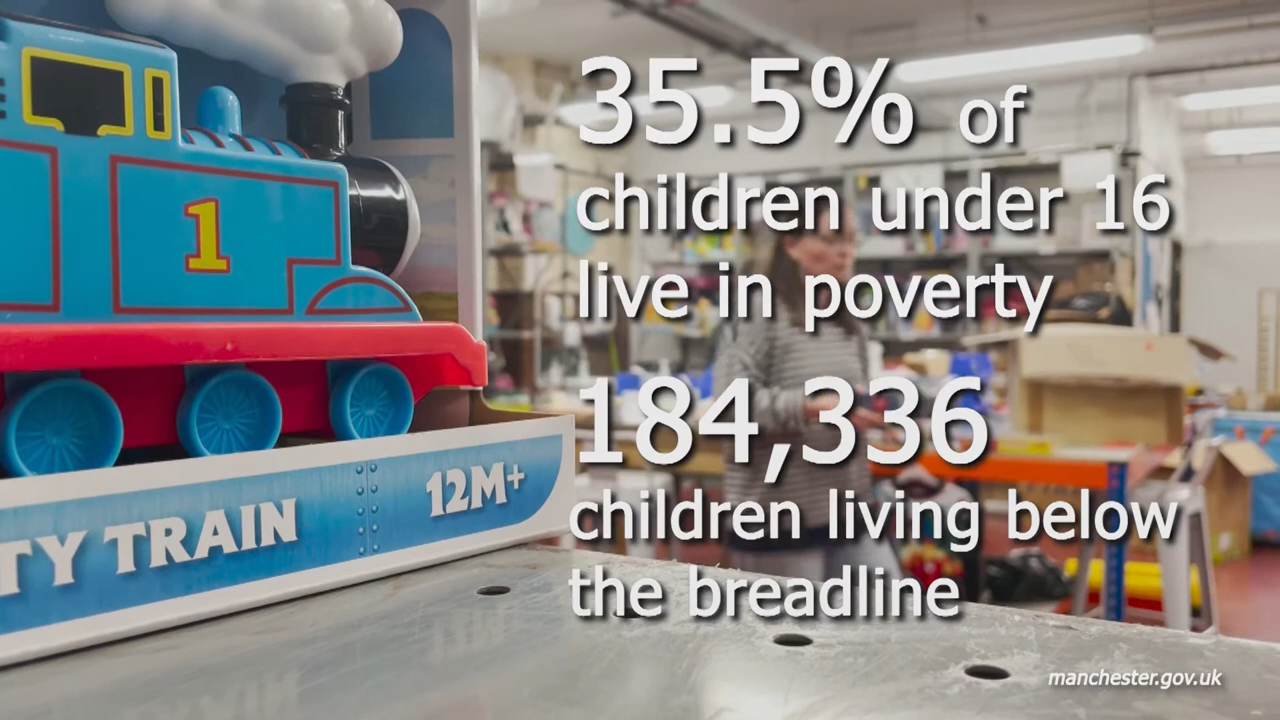 35.5% of
children under 16
live in poverty
184,336
children living below
the breadline
manchester.gov.uk
1
12M+
TY TRAIN